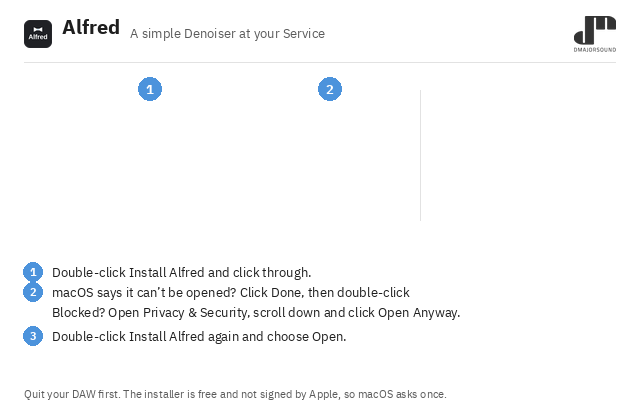 Alfred
Alfred A simple Denoiser at your Service
DMAJORSOUND
1 2
1 Double-click Install Alfred and click through.
2 macOS says it can’t be opened? Click Done, then double-click
Blocked? Open Privacy & Security, scroll down and click Open Anyway.
3 Double-click Install Alfred again and choose Open.
Quit your DAW first. The installer is free and not signed by Apple, so macOS asks once.